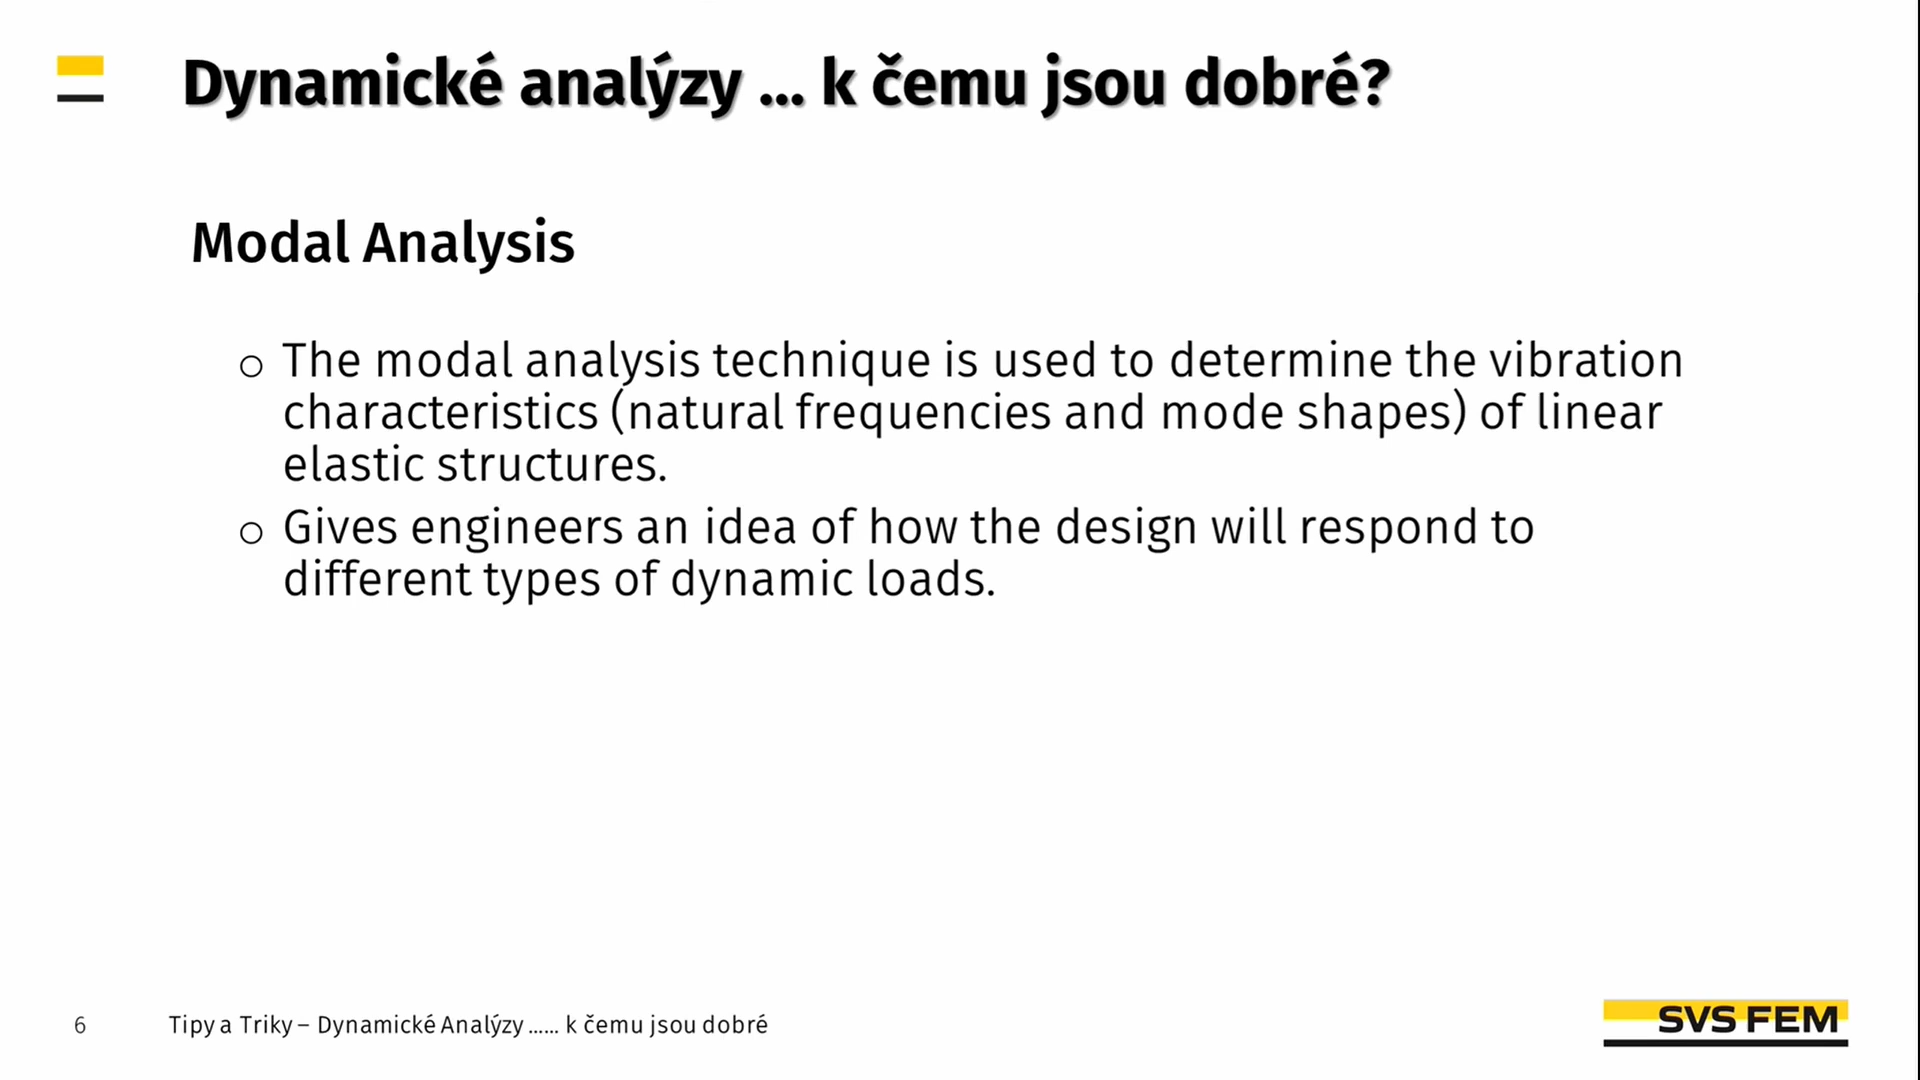 Dynamické analýzy ... k čemu jsou dobré?
Modal Analysis
○ The modal analysis technique is used to determine the vibration
characteristics (natural frequencies and mode shapes) of linear
elastic structures.
○ Gives engineers an idea of how the design will respond to
different types of dynamic loads.
6 Tipy a Triky – Dynamické Analýzy ...... k čemu jsou dobré
SVS FEM